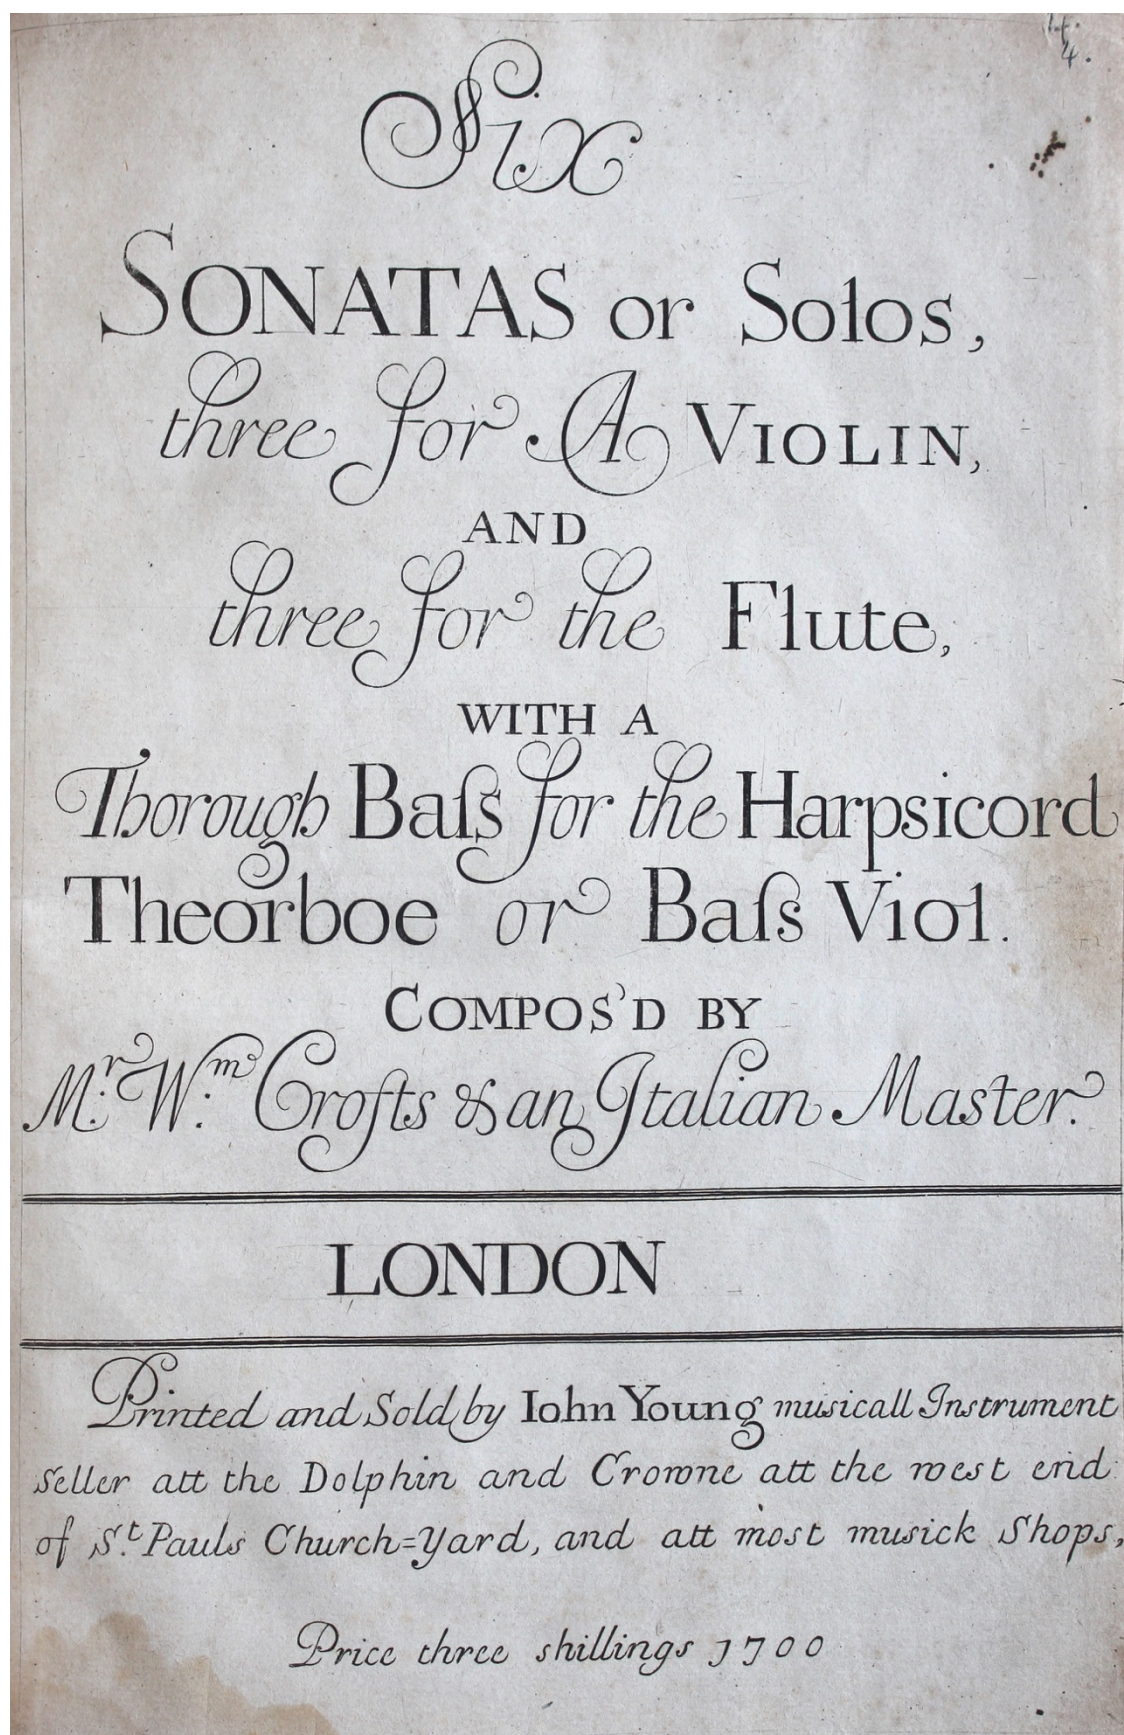 4.
Six
SONATAS or Solos,
three for A VIOLIN,
AND
three for the Flute,
WITH A
Thorough Baſs for the Harpsicord
Theorboe or Baſs Viol.
COMPOS'D BY
Mr. Wm. Crofts & an Italian Master.
LONDON
Printed and Sold by Iohn Young musicall Instrument
Seller att the Dolphin and Crowne att the west end
of St. Pauls Church=Yard, and att most musick Shops,
Price three shillings 1700